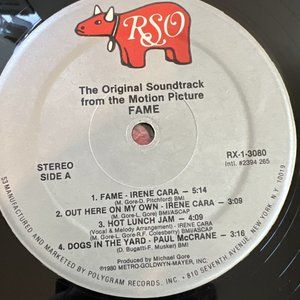 RSO
The Original Soundtrack
from the Motion Picture
FAME
STEREO
SIDE A
RX-1-3080
Intl. #2394 265
1. FAME - IRENE CARA - 5:14
(M. Gore-D. Pitchford) BMI
2. OUT HERE ON MY OWN - IRENE CARA - 3:09
(M. Gore-L. Gore) BMI/ASCAP
3. HOT LUNCH JAM - 4:09
(Vocal & Melody Arrangement) - IRENE CARA
(M. Gore-L. Gore-R.F. Colesberry) BMI/ASCAP
4. DOGS IN THE YARD - PAUL McCRANE - 3:16
(D. Bugatti-F. Musker) BMI
Produced by Michael Gore
℗1980 METRO-GOLDWYN-MAYER, INC.
53 MANUFACTURED AND MARKETED BY POLYGRAM RECORDS, INC. • 810 SEVENTH AVENUE, NEW YORK, N.Y. 10019